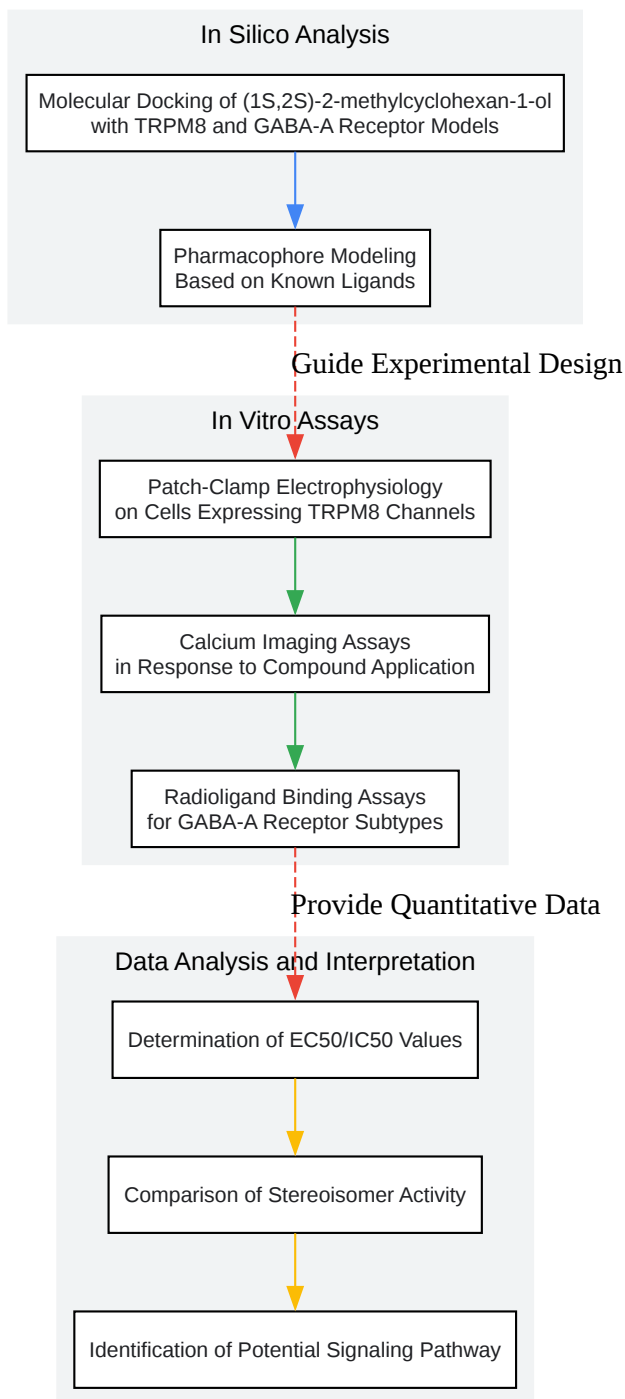 In Silico Analysis
Molecular Docking of (1S,2S)-2-methylcyclohexan-1-ol
with TRPM8 and GABA-A Receptor Models
Pharmacophore Modeling
Based on Known Ligands
Guide Experimental Design
In Vitro Assays
Patch-Clamp Electrophysiology
on Cells Expressing TRPM8 Channels
Calcium Imaging Assays
in Response to Compound Application
Radioligand Binding Assays
for GABA-A Receptor Subtypes
Provide Quantitative Data
Data Analysis and Interpretation
Determination of EC50/IC50 Values
Comparison of Stereoisomer Activity
Identification of Potential Signaling Pathway